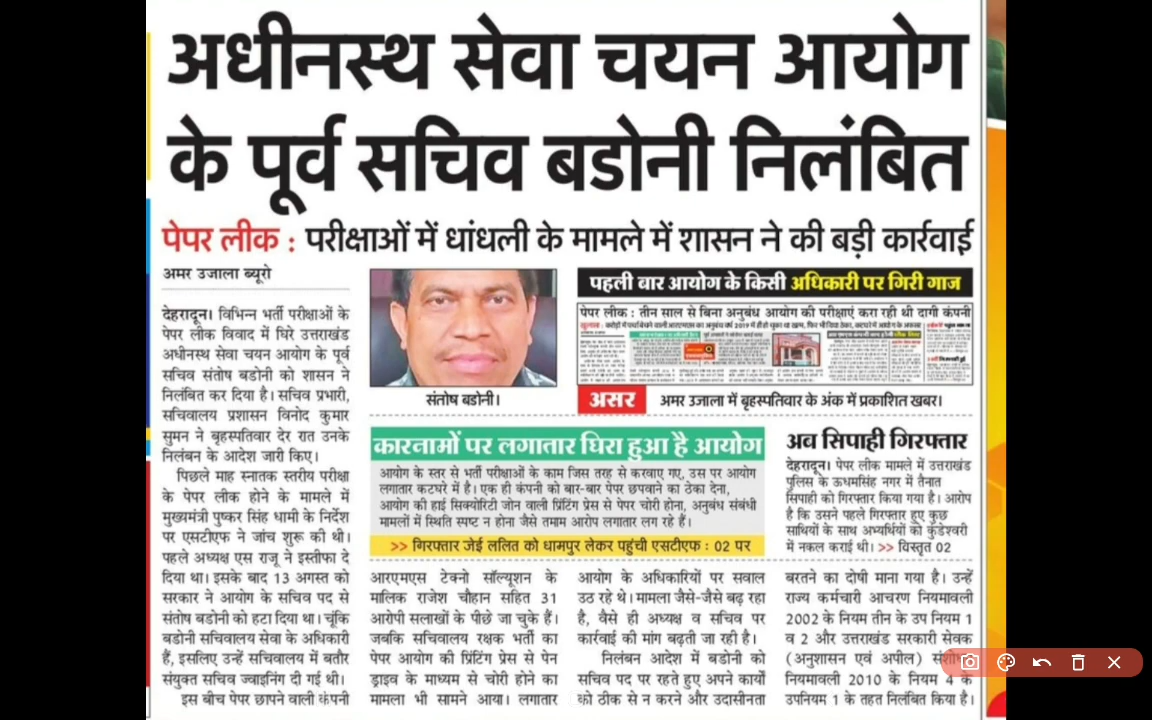 अधीनस्थ सेवा चयन आयोग
के पूर्व सचिव बडोनी निलंबित
पेपर लीक : परीक्षाओं में धांधली के मामले में शासन ने की बड़ी कार्रवाई
अमर उजाला ब्यूरो
देहरादून। विभिन्न भर्ती परीक्षाओं के
पेपर लीक विवाद में घिरे उत्तराखंड
अधीनस्थ सेवा चयन आयोग के पूर्व
सचिव संतोष बडोनी को शासन ने
निलंबित कर दिया है। सचिव प्रभारी,
सचिवालय प्रशासन विनोद कुमार
सुमन ने बृहस्पतिवार देर रात उनके
निलंबन के आदेश जारी किए।
पिछले माह स्नातक स्तरीय परीक्षा
के पेपर लीक होने के मामले में
मुख्यमंत्री पुष्कर सिंह धामी के निर्देश
पर एसटीएफ ने जांच शुरू की थी।
पहले अध्यक्ष एस राजू ने इस्तीफा दे
दिया था। इसके बाद 13 अगस्त को
सरकार ने आयोग के सचिव पद से
संतोष बडोनी को हटा दिया था। चूंकि
बडोनी सचिवालय सेवा के अधिकारी
हैं, इसलिए उन्हें सचिवालय में बतौर
संयुक्त सचिव ज्वाइनिंग दी गई थी।
इस बीच पेपर छापने वाली कंपनी
संतोष बडोनी।
पहली बार आयोग के किसी अधिकारी पर गिरी गाज
पेपर लीक : तीन साल से बिना अनुबंध आयोग की परीक्षाएं करा रही थी दागी कंपनी
असर अमर उजाला में बृहस्पतिवार के अंक में प्रकाशित खबर।
कारनामों पर लगातार घिरा हुआ है आयोग
आयोग के स्तर से भर्ती परीक्षाओं के काम जिस तरह से करवाए गए, उस पर आयोग
लगातार कटघरे में है। एक ही कंपनी को बार-बार पेपर छपवाने का ठेका देना,
आयोग की हाई सिक्योरिटी जोन वाली प्रिंटिंग प्रेस से पेपर चोरी होना, अनुबंध संबंधी
मामलों में स्थिति स्पष्ट न होना जैसे तमाम आरोप लगातार लग रहे हैं।
>> गिरफ्तार जेई ललित को धामपुर लेकर पहुंची एसटीएफ : 02 पर
अब सिपाही गिरफ्तार
देहरादून। पेपर लीक मामले में उत्तराखंड
पुलिस के ऊधमसिंह नगर में तैनात
सिपाही को गिरफ्तार किया गया है। आरोप
है कि उसने पहले गिरफ्तार हुए कुछ
साथियों के साथ अभ्यर्थियों को कुंडेश्वरी
में नकल कराई थी। >> विस्तृत 02
आरएमएस टेक्नो सॉल्यूशन के
मालिक राजेश चौहान सहित 31
आरोपी सलाखों के पीछे जा चुके हैं।
जबकि सचिवालय रक्षक भर्ती का
पेपर आयोग की प्रिंटिंग प्रेस से पेन
ड्राइव के माध्यम से चोरी होने का
मामला भी सामने आया। लगातार
आयोग के अधिकारियों पर सवाल
उठ रहे थे। मामला जैसे-जैसे बढ़ रहा
है, वैसे ही अध्यक्ष व सचिव पर
कार्रवाई की मांग बढ़ती जा रही है।
निलंबन आदेश में बडोनी को
सचिव पद पर रहते हुए अपने कार्यों
को ठीक से न करने और उदासीनता
बरतने का दोषी माना गया है। उन्हें
राज्य कर्मचारी आचरण नियमावली
2002 के नियम तीन के उप नियम 1
व 2 और उत्तराखंड सरकारी सेवक
(अनुशासन एवं अपील)
नियमावली 2010 के नियम 4 के
उपनियम 1 के तहत निलंबित किया है।